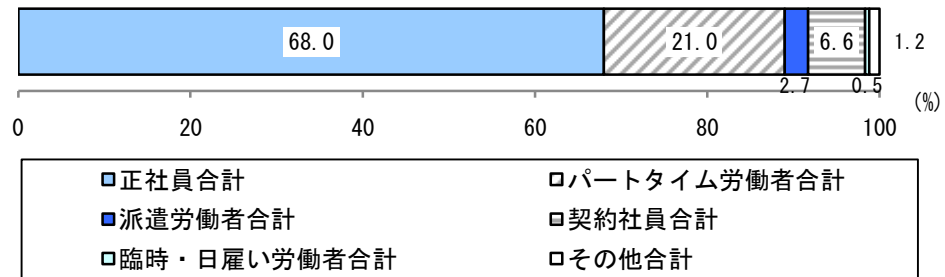 68.0 21.0 6.6 1.2
2.7 0.5
(%)
0 20 40 60 80 100
正社員合計 パートタイム労働者合計
派遣労働者合計 契約社員合計
臨時・日雇い労働者合計 その他合計